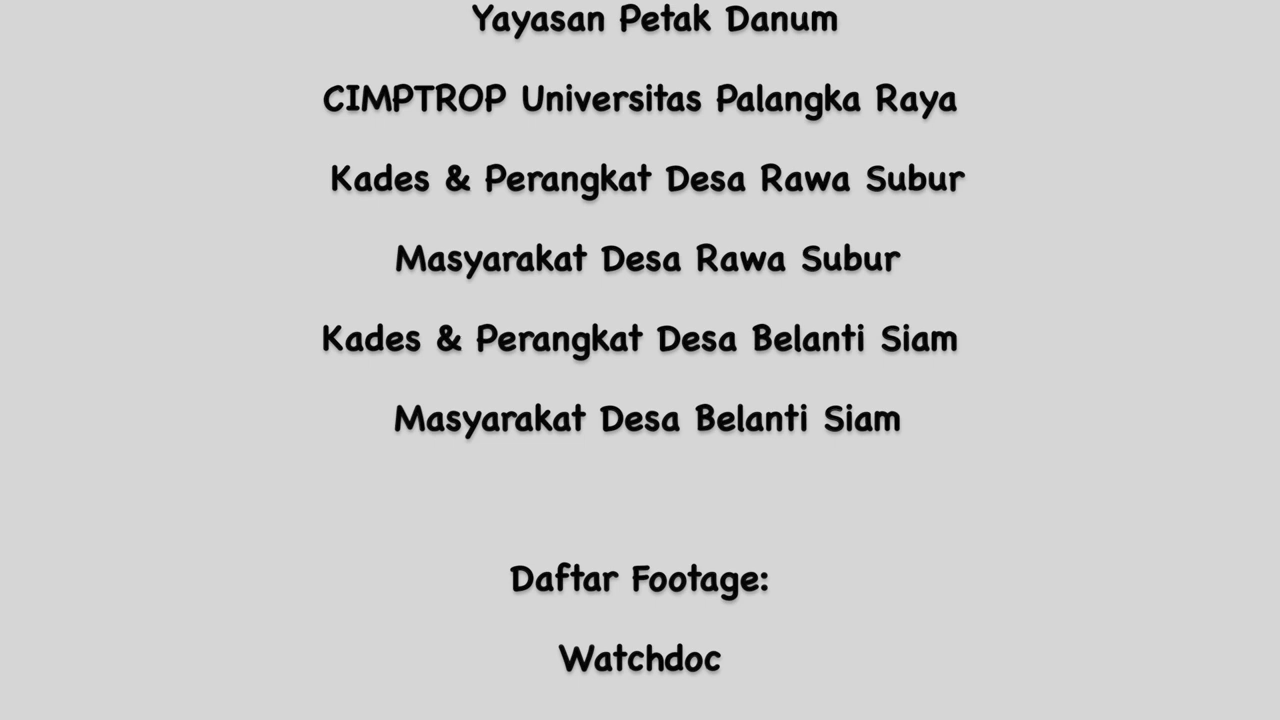 Yayasan Petak Danum
CIMPTROP Universitas Palangka Raya
Kades & Perangkat Desa Rawa Subur
Masyarakat Desa Rawa Subur
Kades & Perangkat Desa Belanti Siam
Masyarakat Desa Belanti Siam
Daftar Footage:
Watchdoc